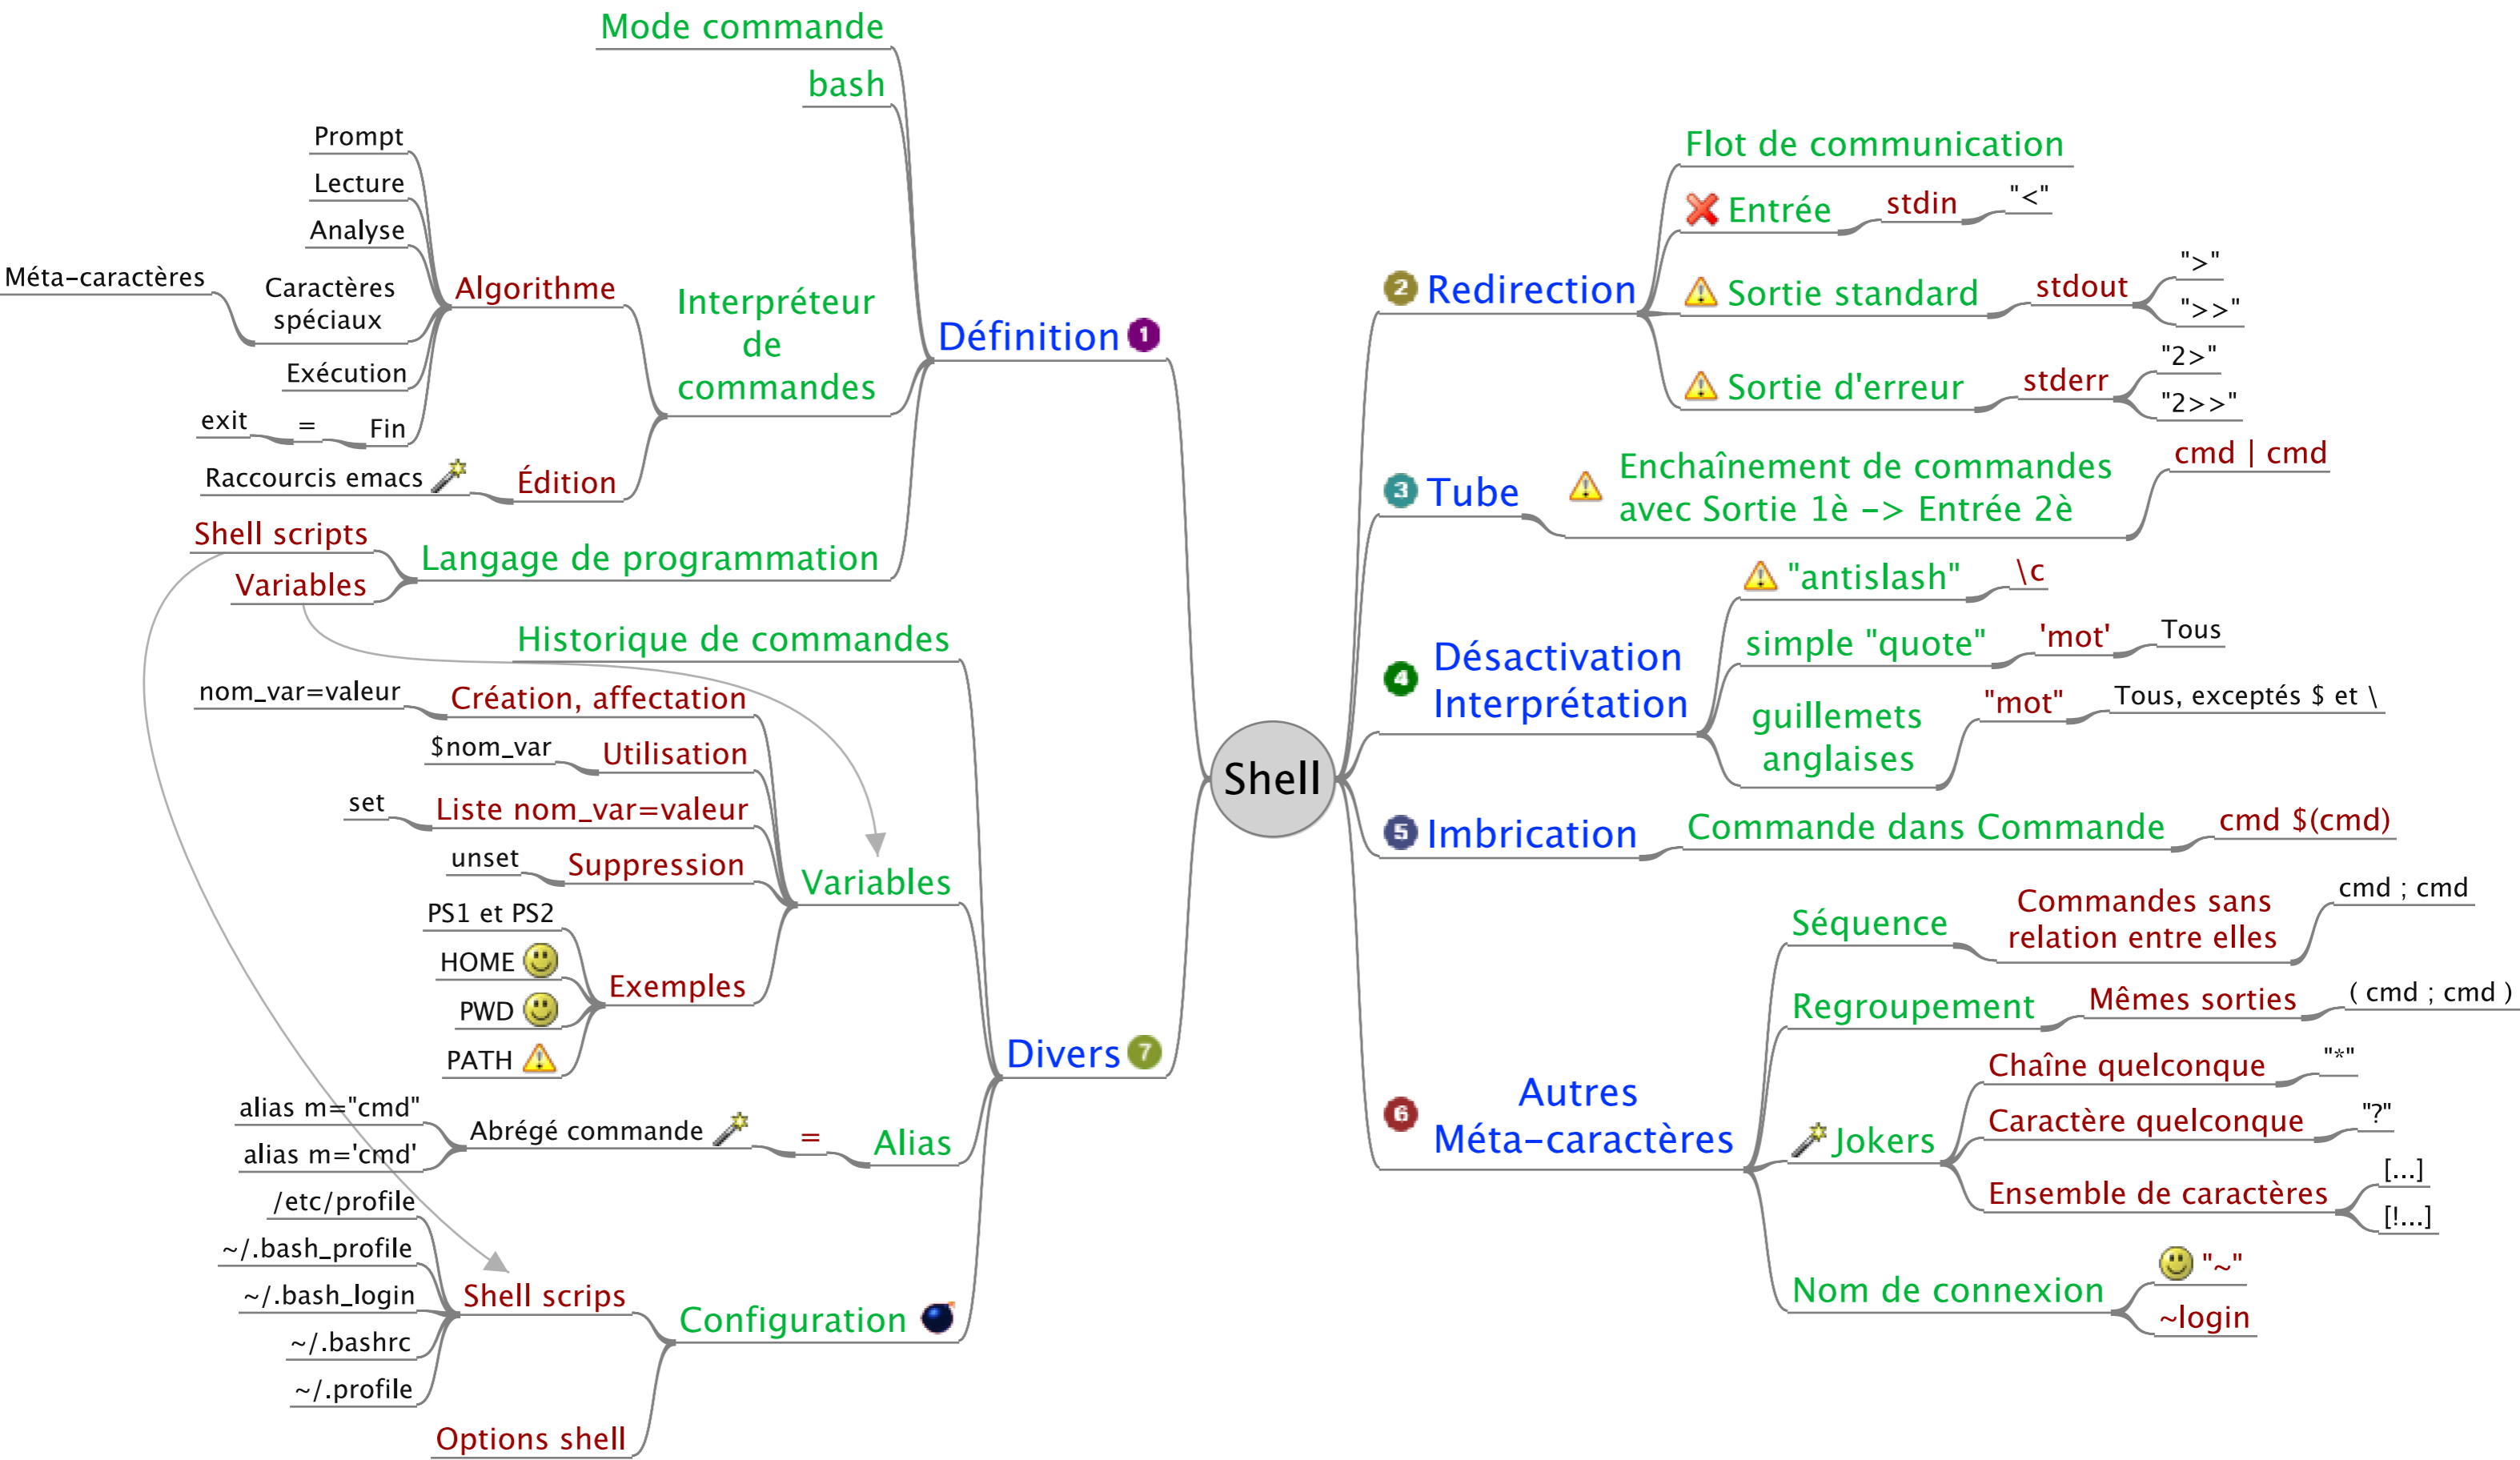 Shell
Définition
1
Mode commande
bash
Interpréteur
de
commandes
Algorithme
Prompt
Lecture
Analyse
Caractères
spéciaux
Méta-caractères
Exécution
Fin
=
exit
Édition
Raccourcis emacs
Langage de programmation
Shell scripts
Variables
2
Redirection
Flot de communication
Entrée
stdin
"<"
Sortie standard
stdout
">"
">>"
Sortie d'erreur
stderr
"2>"
"2>>"
3
Tube
Enchaînement de commandes
avec Sortie 1è -> Entrée 2è
cmd | cmd
4
Désactivation
Interprétation
"antislash"
\c
simple "quote"
'mot'
Tous
guillemets
anglaises
"mot"
Tous, exceptés $ et \
5
Imbrication
Commande dans Commande
cmd $(cmd)
6
Autres
Méta-caractères
Séquence
Commandes sans
relation entre elles
cmd ; cmd
Regroupement
Mêmes sorties
( cmd ; cmd )
Jokers
Chaîne quelconque
"*"
Caractère quelconque
"?"
Ensemble de caractères
[...]
[!...]
Nom de connexion
"~"
~login
Divers
7
Historique de commandes
Variables
Création, affectation
nom_var=valeur
Utilisation
$nom_var
Liste nom_var=valeur
set
Suppression
unset
Exemples
PS1 et PS2
HOME
PWD
PATH
Alias
=
Abrégé commande
alias m="cmd"
alias m='cmd'
Configuration
Shell scrips
/etc/profile
~/.bash_profile
~/.bash_login
~/.bashrc
~/.profile
Options shell